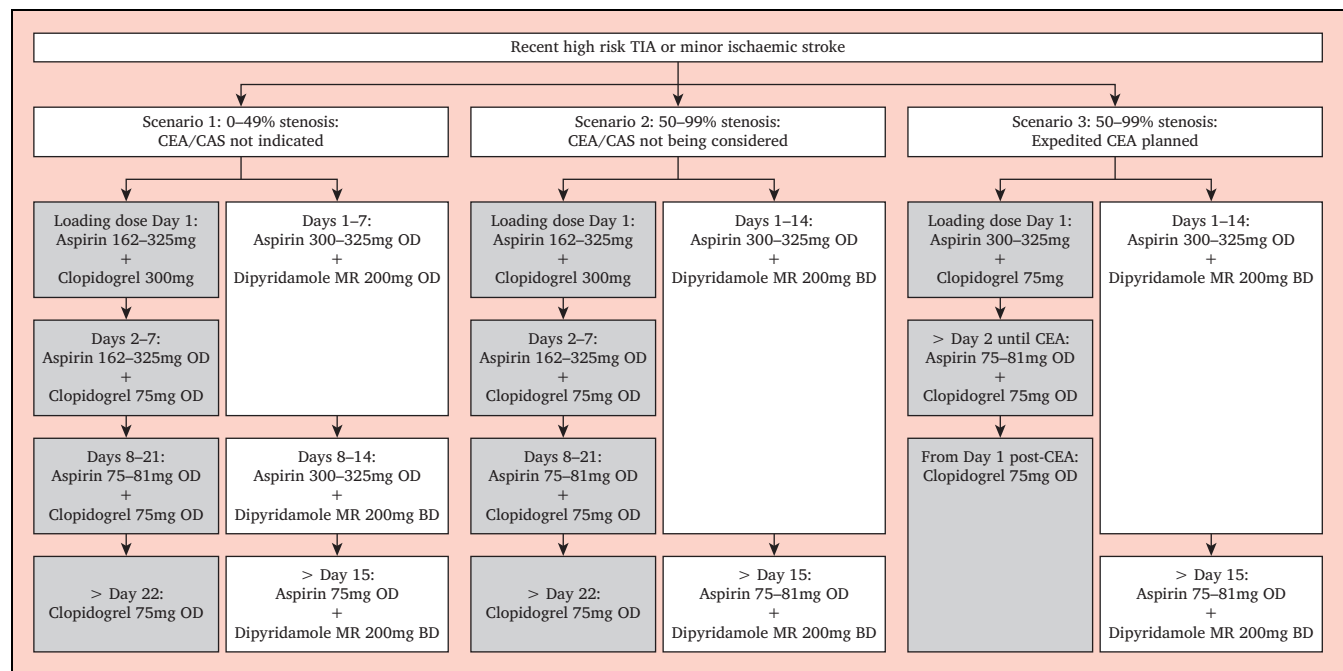 Recent high risk TIA or minor ischaemic stroke
Scenario 1: 0–49% stenosis:
CEA/CAS not indicated
Scenario 2: 50–99% stenosis:
CEA/CAS not being considered
Scenario 3: 50–99% stenosis:
Expedited CEA planned
Loading dose Day 1:
Aspirin 162–325mg
+
Clopidogrel 300mg
Days 2–7:
Aspirin 162–325mg OD
+
Clopidogrel 75mg OD
Days 8–21:
Aspirin 75–81mg OD
+
Clopidogrel 75mg OD
> Day 22:
Clopidogrel 75mg OD
Days 1–7:
Aspirin 300–325mg OD
+
Dipyridamole MR 200mg OD
Days 8–14:
Aspirin 300–325mg OD
+
Dipyridamole MR 200mg BD
> Day 15:
Aspirin 75mg OD
+
Dipyridamole MR 200mg BD
Loading dose Day 1:
Aspirin 162–325mg
+
Clopidogrel 300mg
Days 2–7:
Aspirin 162–325mg OD
+
Clopidogrel 75mg OD
Days 8–21:
Aspirin 75–81mg OD
+
Clopidogrel 75mg OD
> Day 22:
Clopidogrel 75mg OD
Days 1–14:
Aspirin 300–325mg OD
+
Dipyridamole MR 200mg BD
> Day 15:
Aspirin 75–81mg OD
+
Dipyridamole MR 200mg BD
Loading dose Day 1:
Aspirin 300–325mg
+
Clopidogrel 75mg
> Day 2 until CEA:
Aspirin 75–81mg OD
+
Clopidogrel 75mg OD
From Day 1 post-CEA:
Clopidogrel 75mg OD
Days 1–14:
Aspirin 300–325mg OD
+
Dipyridamole MR 200mg BD
> Day 15:
Aspirin 75–81mg OD
+
Dipyridamole MR 200mg BD